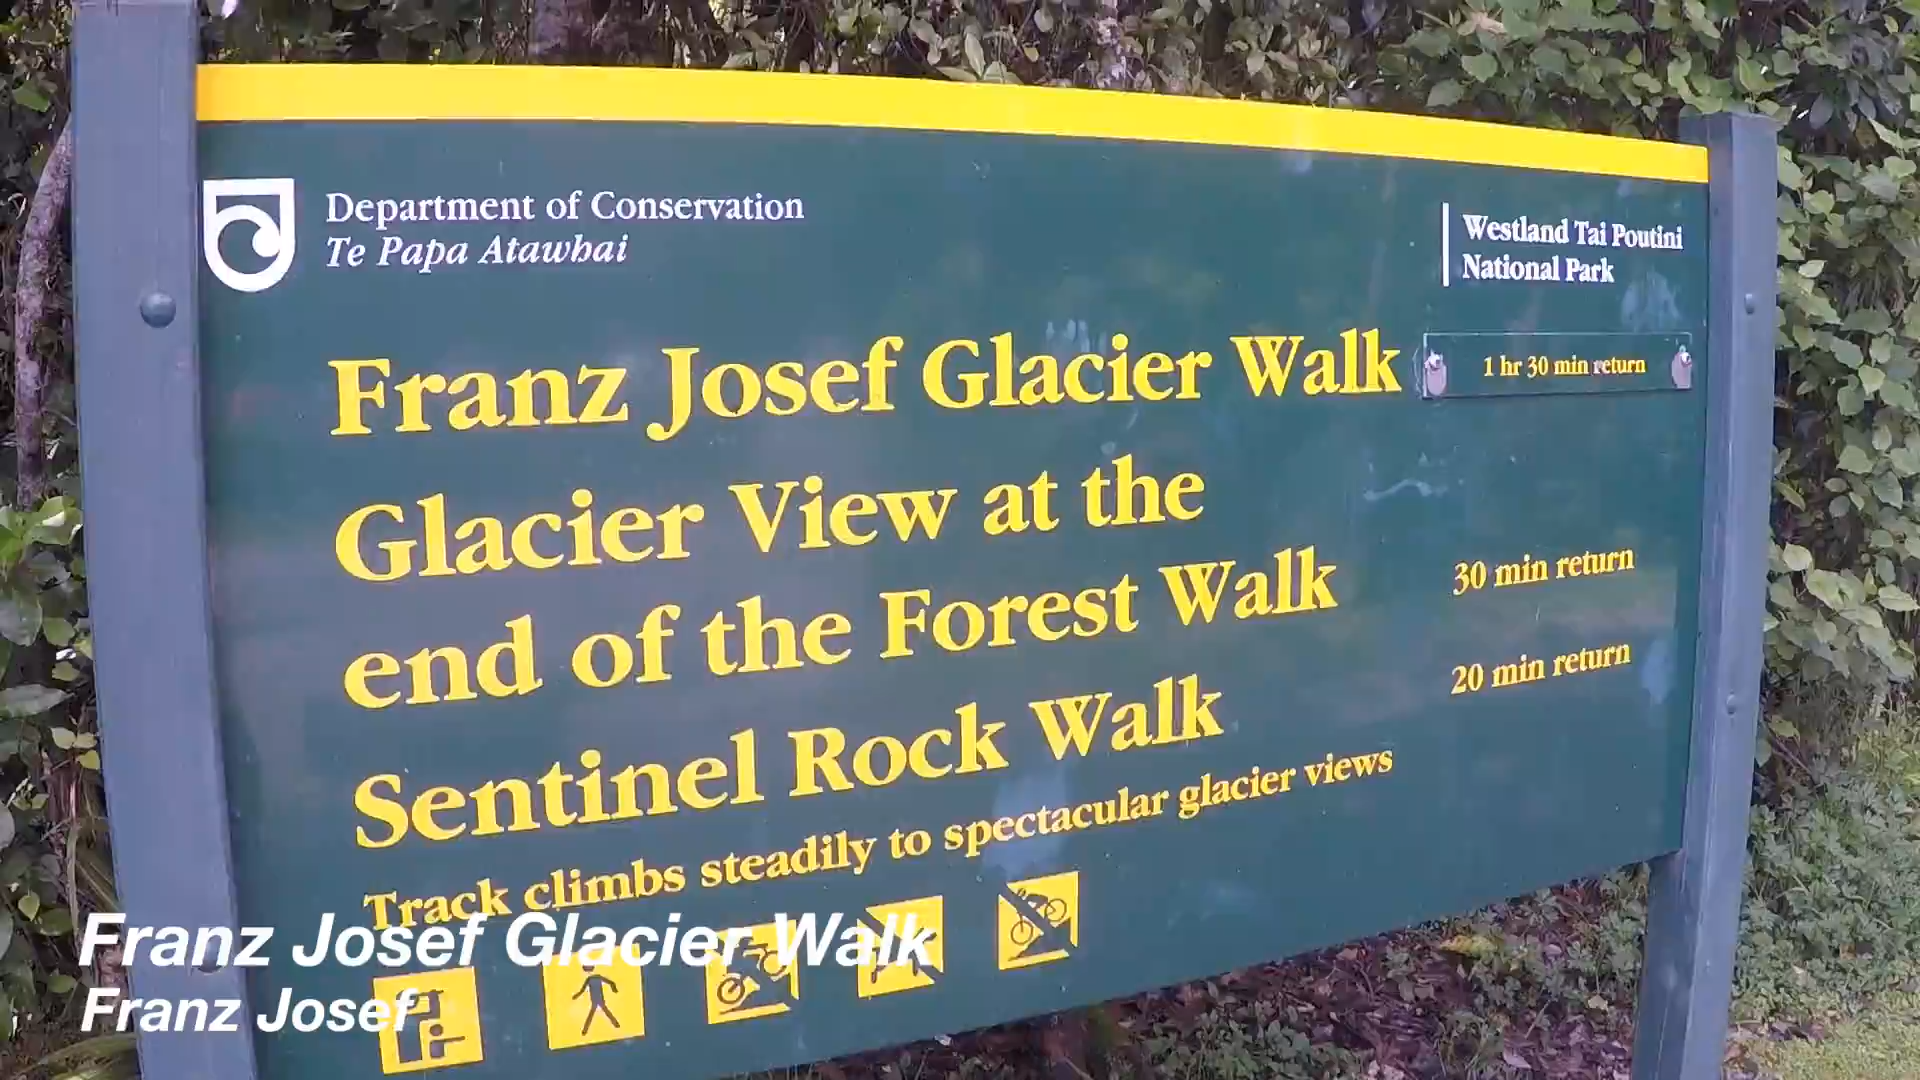 Department of Conservation
Te Papa Atawhai
Westland Tai Poutini
National Park
Franz Josef Glacier Walk
1 hr 30 min return
Glacier View at the
end of the Forest Walk
30 min return
Sentinel Rock Walk
20 min return
Track climbs steadily to spectacular glacier views
Franz Josef Glacier Walk
Franz Josef